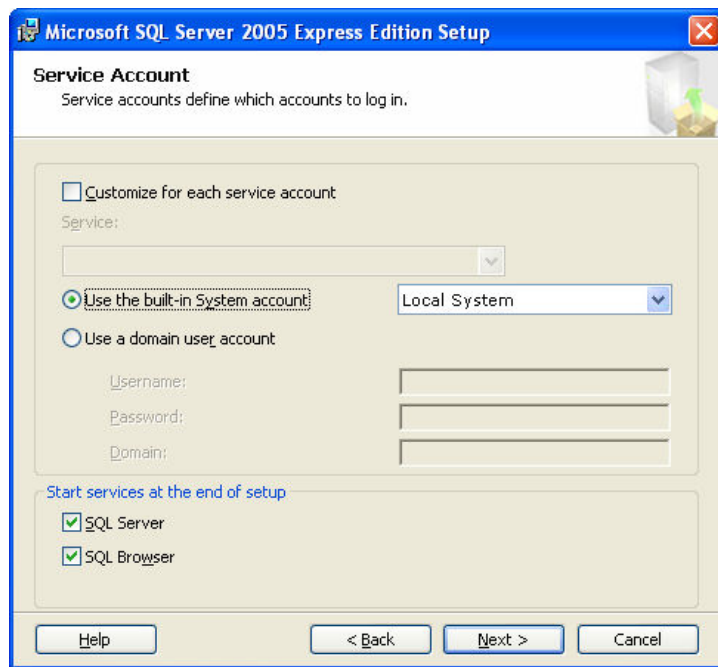 Microsoft SQL Server 2005 Express Edition Setup
Service Account
Service accounts define which accounts to log in.
Customize for each service account
Service:
Use the built-in System account
Local System
Use a domain user account
Username:
Password:
Domain:
Start services at the end of setup
SQL Server
SQL Browser
Help
< Back
Next >
Cancel